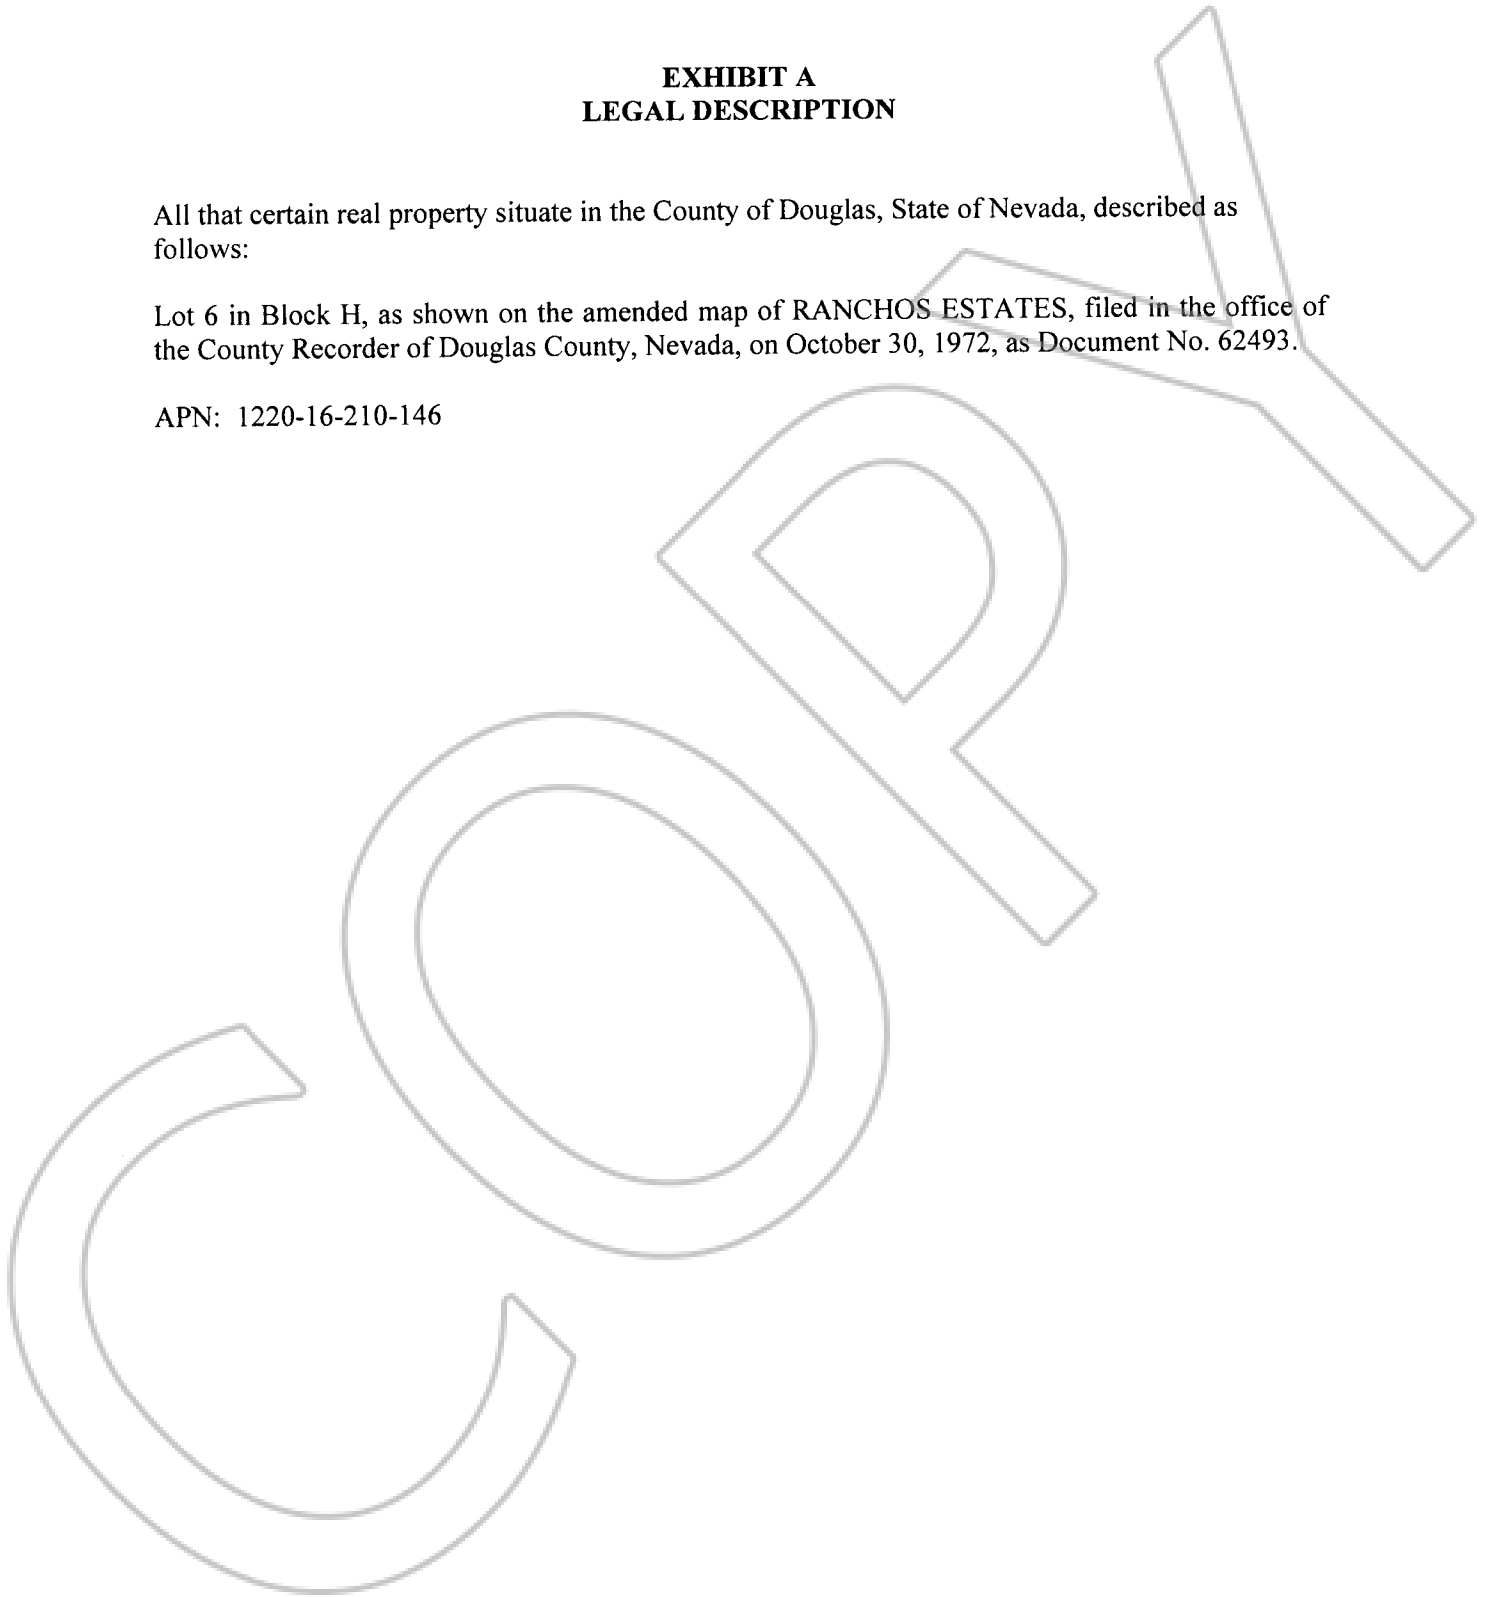 EXHIBIT A
LEGAL DESCRIPTION
All that certain real property situate in the County of Douglas, State of Nevada, described as
follows:
Lot 6 in Block H, as shown on the amended map of RANCHOS ESTATES, filed in the office of
the County Recorder of Douglas County, Nevada, on October 30, 1972, as Document No. 62493.
APN: 1220-16-210-146
COPY